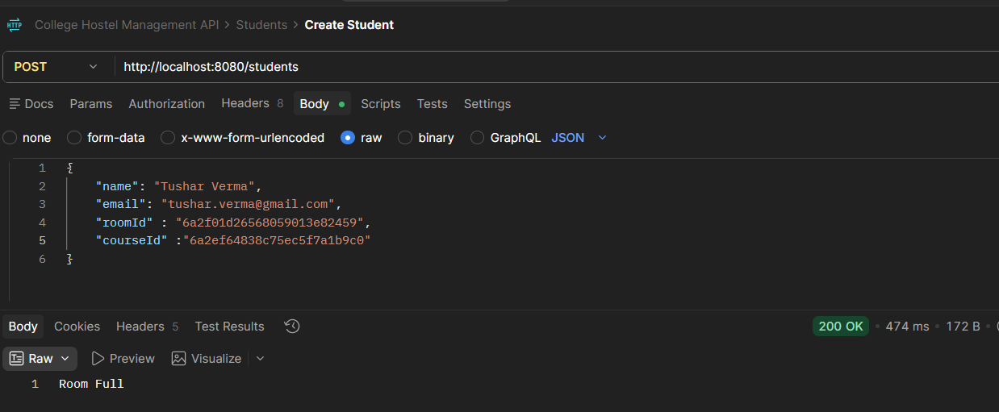 HTTP College Hostel Management API > Students > Create Student
POST http://localhost:8080/students
Docs Params Authorization Headers 8 Body Scripts Tests Settings
none form-data x-www-form-urlencoded raw binary GraphQL JSON
1 {
2 "name": "Tushar Verma",
3 "email": "tushar.verma@gmail.com",
4 "roomId" : "6a2f01d26568059013e82459",
5 "courseId" :"6a2ef64838c75ec5f7a1b9c0"
6 }
Body Cookies Headers 5 Test Results 200 OK • 474 ms • 172 B •
Raw Preview Visualize
1 Room Full